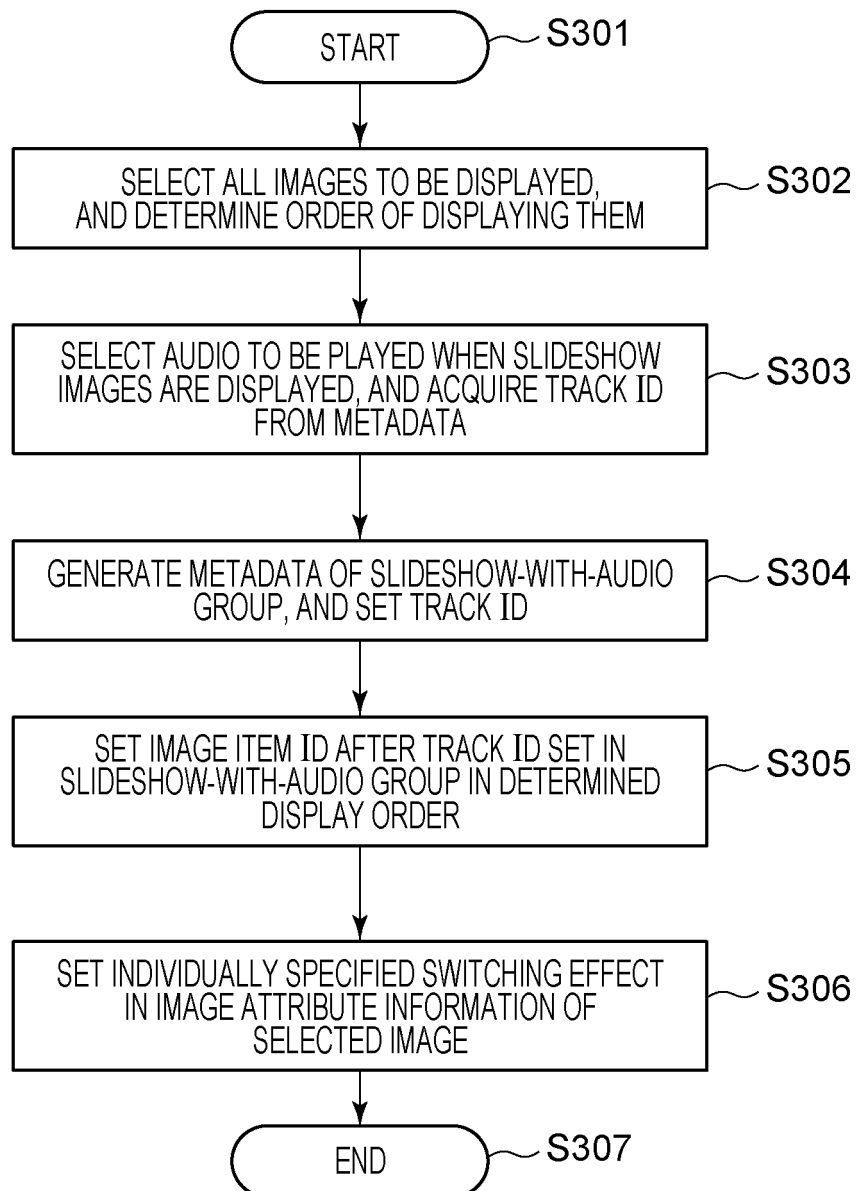 START
S301
SELECT ALL IMAGES TO BE DISPLAYED,
AND DETERMINE ORDER OF DISPLAYING THEM
S302
SELECT AUDIO TO BE PLAYED WHEN SLIDESHOW
IMAGES ARE DISPLAYED, AND ACQUIRE TRACK ID
FROM METADATA
S303
GENERATE METADATA OF SLIDESHOW-WITH-AUDIO
GROUP, AND SET TRACK ID
S304
SET IMAGE ITEM ID AFTER TRACK ID SET IN
SLIDESHOW-WITH-AUDIO GROUP IN DETERMINED
DISPLAY ORDER
S305
SET INDIVIDUALLY SPECIFIED SWITCHING EFFECT
IN IMAGE ATTRIBUTE INFORMATION OF
SELECTED IMAGE
S306
END
S307